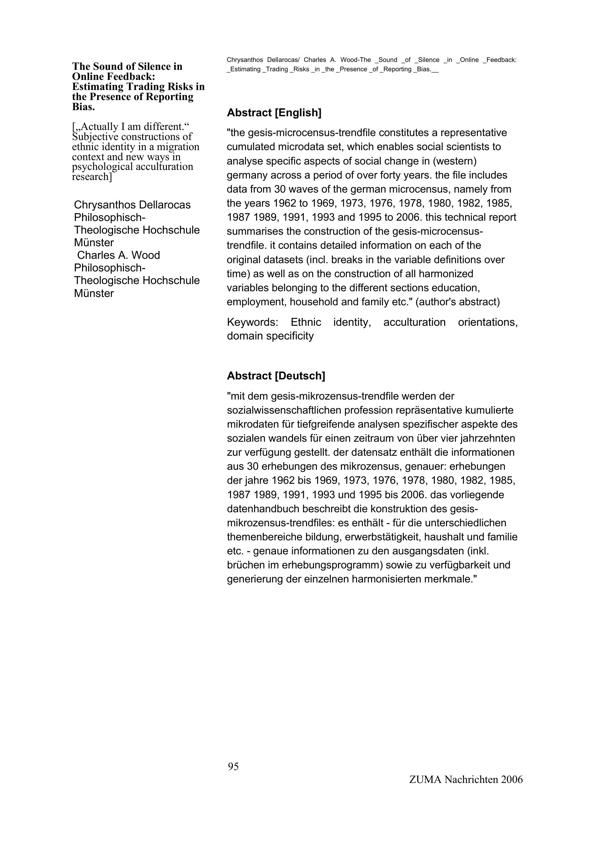 Chrysanthos Dellarocas/ Charles A. Wood-The _Sound _of _Silence _in _Online _Feedback:
_Estimating _Trading _Risks _in _the _Presence _of _Reporting _Bias.__
The Sound of Silence in
Online Feedback:
Estimating Trading Risks in
the Presence of Reporting
Bias.
[„Actually I am different.“
Subjective constructions of
ethnic identity in a migration
context and new ways in
psychological acculturation
research]
Chrysanthos Dellarocas
Philosophisch-
Theologische Hochschule
Münster
Charles A. Wood
Philosophisch-
Theologische Hochschule
Münster
Abstract [English]
"the gesis-microcensus-trendfile constitutes a representative
cumulated microdata set, which enables social scientists to
analyse specific aspects of social change in (western)
germany across a period of over forty years. the file includes
data from 30 waves of the german microcensus, namely from
the years 1962 to 1969, 1973, 1976, 1978, 1980, 1982, 1985,
1987 1989, 1991, 1993 and 1995 to 2006. this technical report
summarises the construction of the gesis-microcensus-
trendfile. it contains detailed information on each of the
original datasets (incl. breaks in the variable definitions over
time) as well as on the construction of all harmonized
variables belonging to the different sections education,
employment, household and family etc." (author's abstract)
Keywords: Ethnic identity, acculturation orientations,
domain specificity
Abstract [Deutsch]
"mit dem gesis-mikrozensus-trendfile werden der
sozialwissenschaftlichen profession repräsentative kumulierte
mikrodaten für tiefgreifende analysen spezifischer aspekte des
sozialen wandels für einen zeitraum von über vier jahrzehnten
zur verfügung gestellt. der datensatz enthält die informationen
aus 30 erhebungen des mikrozensus, genauer: erhebungen
der jahre 1962 bis 1969, 1973, 1976, 1978, 1980, 1982, 1985,
1987 1989, 1991, 1993 und 1995 bis 2006. das vorliegende
datenhandbuch beschreibt die konstruktion des gesis-
mikrozensus-trendfiles: es enthält - für die unterschiedlichen
themenbereiche bildung, erwerbstätigkeit, haushalt und familie
etc. - genaue informationen zu den ausgangsdaten (inkl.
brüchen im erhebungsprogramm) sowie zu verfügbarkeit und
generierung der einzelnen harmonisierten merkmale."
95
ZUMA Nachrichten 2006